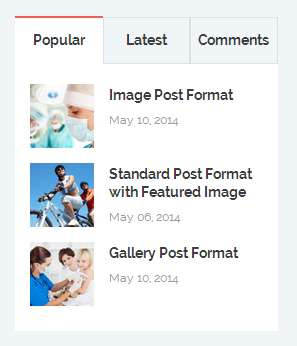 Popular
Latest
Comments
Image Post Format
May 10, 2014
Standard Post Format
with Featured Image
May 06, 2014
Gallery Post Format
May 10, 2014